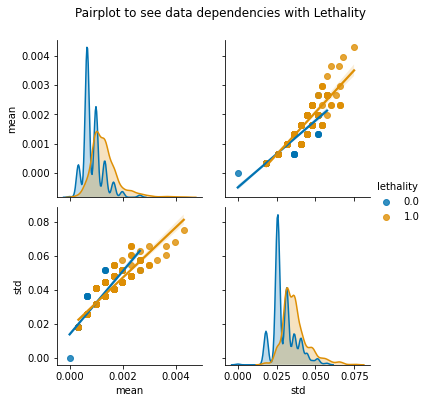 Pairplot to see data dependencies with Lethality
0.004
0.003
0.002
0.001
0.000
mean
lethality
0.0
1.0
0.08
0.06
0.04
0.02
0.00
std
0.000 0.002 0.004
mean
0.000 0.025 0.050 0.075
std